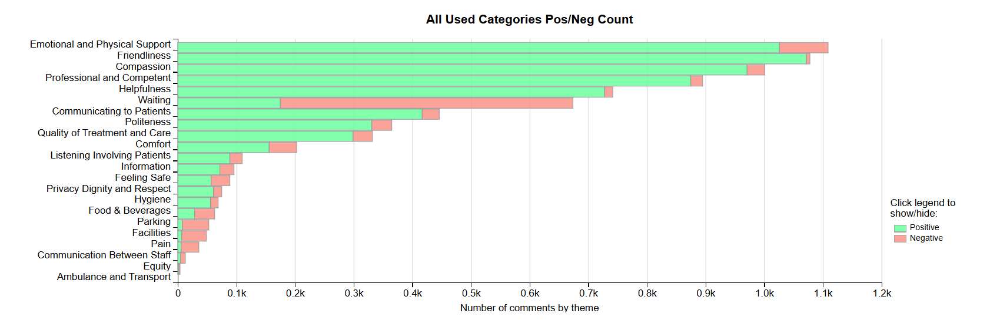 All Used Categories Pos/Neg Count
Emotional and Physical Support
Friendliness
Compassion
Professional and Competent
Helpfulness
Waiting
Communicating to Patients
Politeness
Quality of Treatment and Care
Comfort
Listening Involving Patients
Information
Feeling Safe
Privacy Dignity and Respect
Hygiene
Food & Beverages
Parking
Facilities
Pain
Communication Between Staff
Equity
Ambulance and Transport
0 0.1k 0.2k 0.3k 0.4k 0.5k 0.6k 0.7k 0.8k 0.9k 1.0k 1.1k 1.2k
Number of comments by theme
Click legend to
show/hide:
Positive
Negative